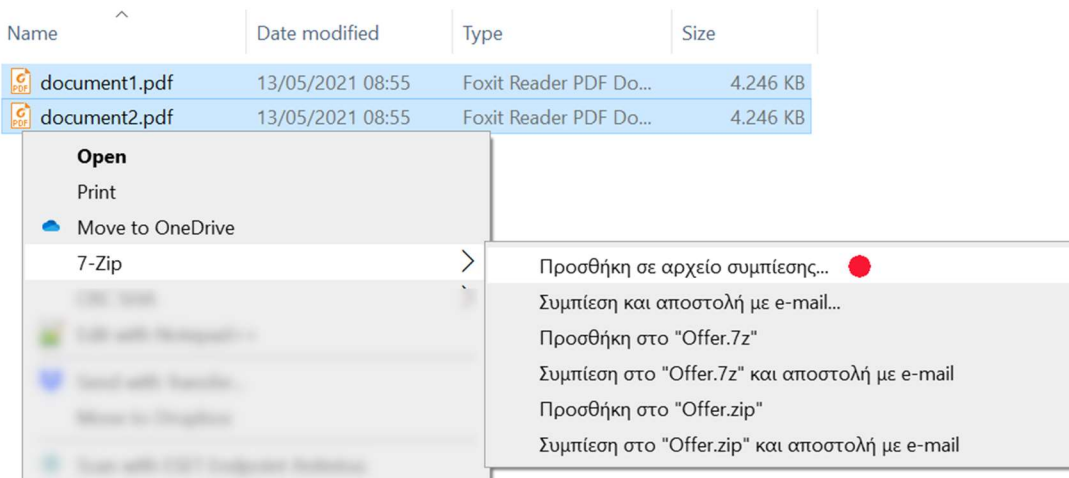 Name Date modified Type Size
document1.pdf 13/05/2021 08:55 Foxit Reader PDF Do... 4.246 KB
document2.pdf 13/05/2021 08:55 Foxit Reader PDF Do... 4.246 KB
Open
Print
Move to OneDrive
7-Zip
Προσθήκη σε αρχείο συμπίεσης...
Συμπίεση και αποστολή με e-mail...
Προσθήκη στο "Offer.7z"
Συμπίεση στο "Offer.7z" και αποστολή με e-mail
Προσθήκη στο "Offer.zip"
Συμπίεση στο "Offer.zip" και αποστολή με e-mail